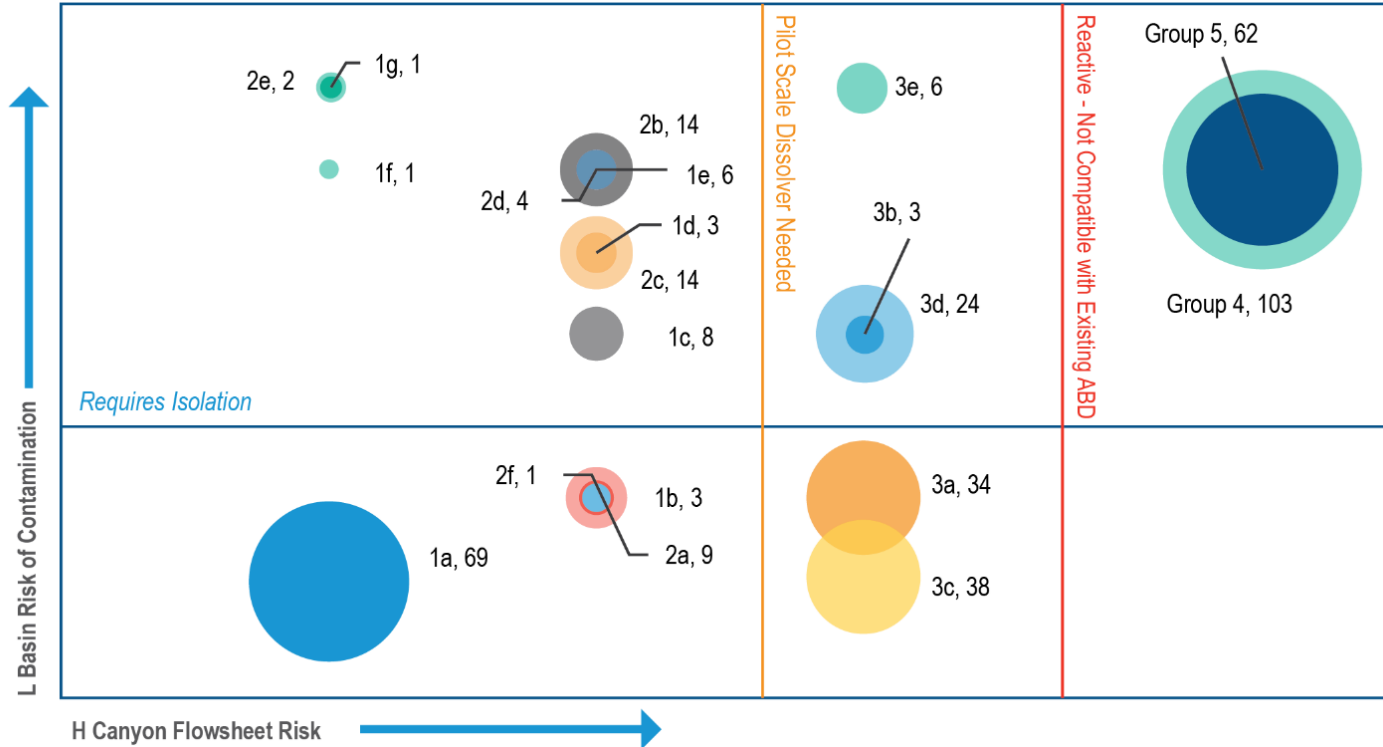 Group 5, 62
1g, 1
2e, 2
3e, 6
2b, 14
1f, 1
1e, 6
2d, 4
3b, 3
1d, 3
2c, 14
3d, 24
Group 4, 103
1c, 8
Pilot Scale Dissolver Needed
Reactive - Not Compatible with Existing ABD
Requires Isolation
2f, 1
1b, 3
3a, 34
2a, 9
1a, 69
3c, 38
L Basin Risk of Contamination
H Canyon Flowsheet Risk